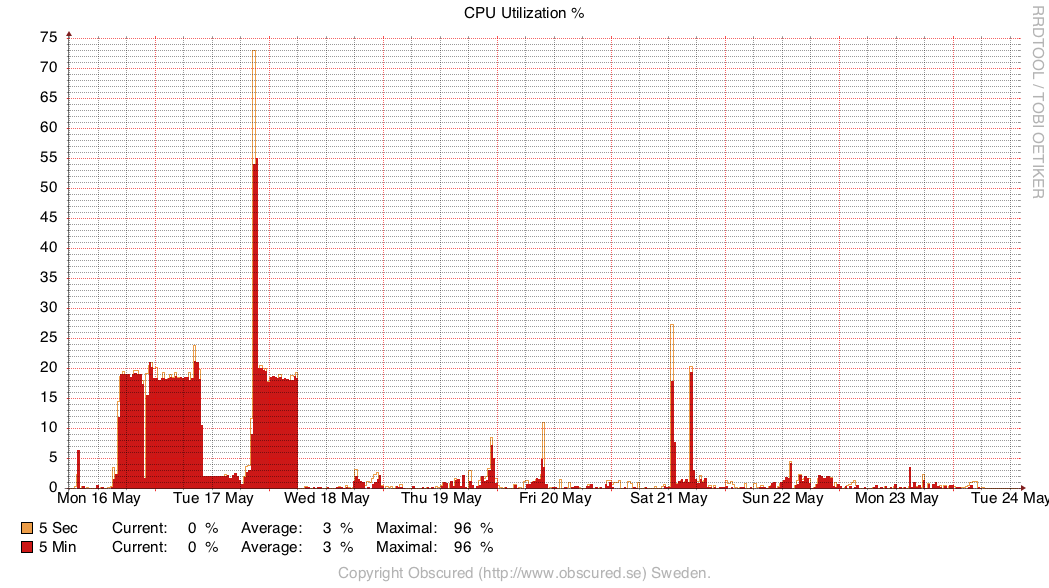 CPU Utilization %
RRDTOOL / TOBI OETIKER
75
70
65
60
55
50
45
40
35
30
25
20
15
10
5
0
Mon 16 May Tue 17 May Wed 18 May Thu 19 May Fri 20 May Sat 21 May Sun 22 May Mon 23 May Tue 24 May
5 Sec Current: 0 % Average: 3 % Maximal: 96 %
5 Min Current: 0 % Average: 3 % Maximal: 96 %
Copyright Obscured (http://www.obscured.se) Sweden.